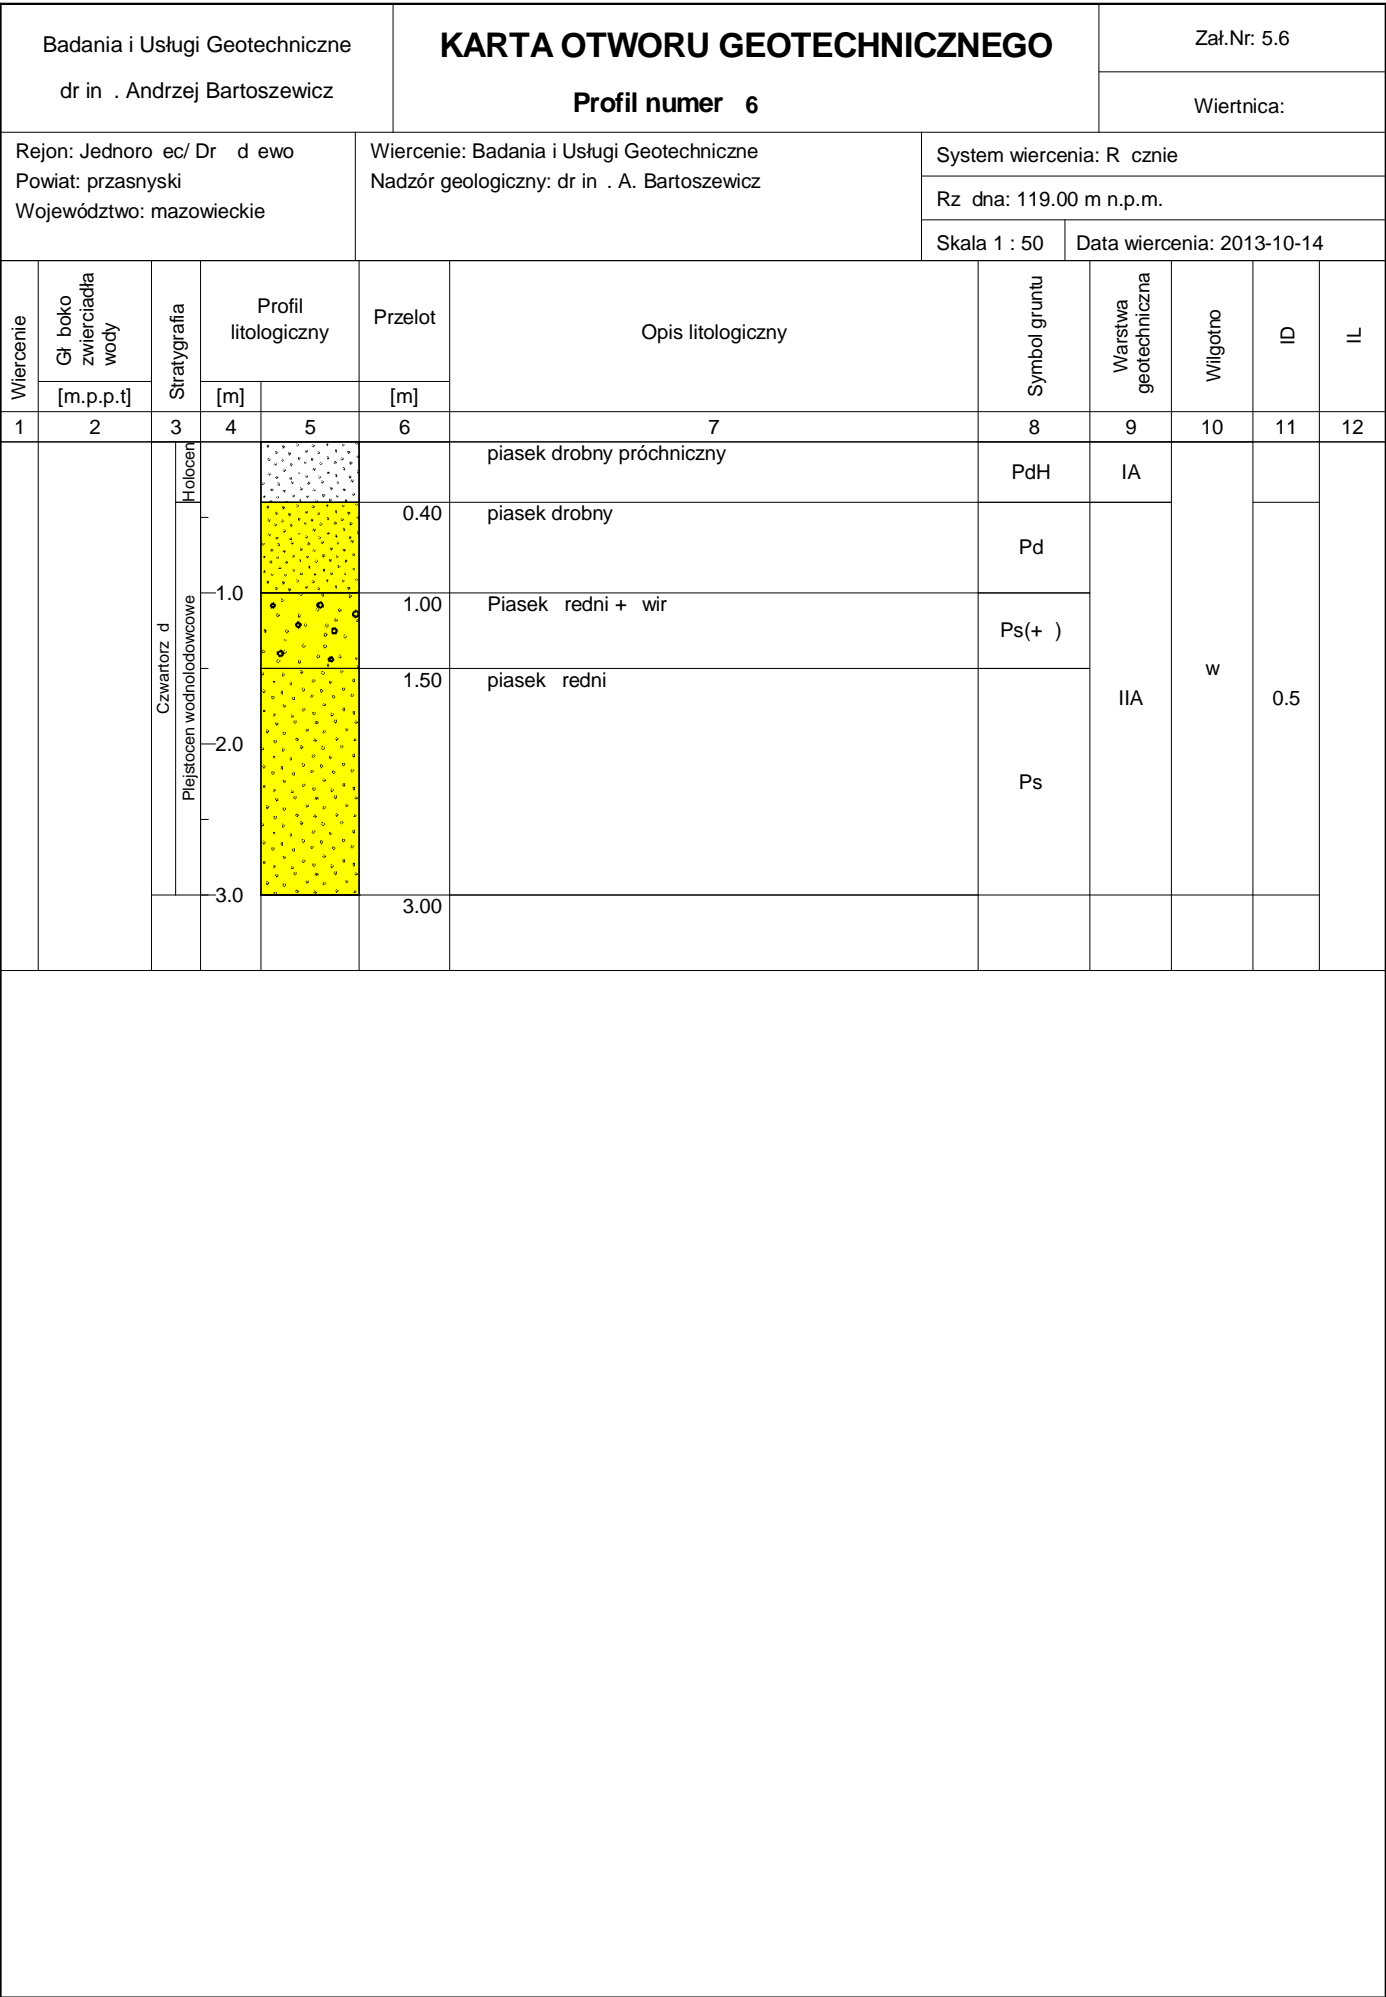 Badania i Usługi Geotechniczne
dr in . Andrzej Bartoszewicz
KARTA OTWORU GEOTECHNICZNEGO
Profil numer 6
Zał.Nr: 5.6
Wiertnica:
Rejon: Jednoro ec/ Dr d ewo
Powiat: przasnyski
Województwo: mazowieckie
Wiercenie: Badania i Usługi Geotechniczne
Nadzór geologiczny: dr in . A. Bartoszewicz
System wiercenia: R cznie
Rz dna: 119.00 m n.p.m.
Skala 1 : 50
Data wiercenia: 2013-10-14
Wiercenie
Gł boko
zwierciadła
wody
[m.p.p.t]
Stratygrafia
Profil
litologiczny
[m]
Przelot
[m]
Opis litologiczny
Symbol gruntu
Warstwa
geotechniczna
Wilgotno
ID
IL
1 2 3 4 5 6 7 8 9 10 11 12
Czwartorz d
Holocen
Plejstocen wodnolodowcowe
piasek drobny próchniczny
PdH
IA
0.40
piasek drobny
Pd
1.0
1.00
Piasek redni + wir
Ps(+ )
1.50
piasek redni
IIA
w
0.5
2.0
Ps
3.0
3.00